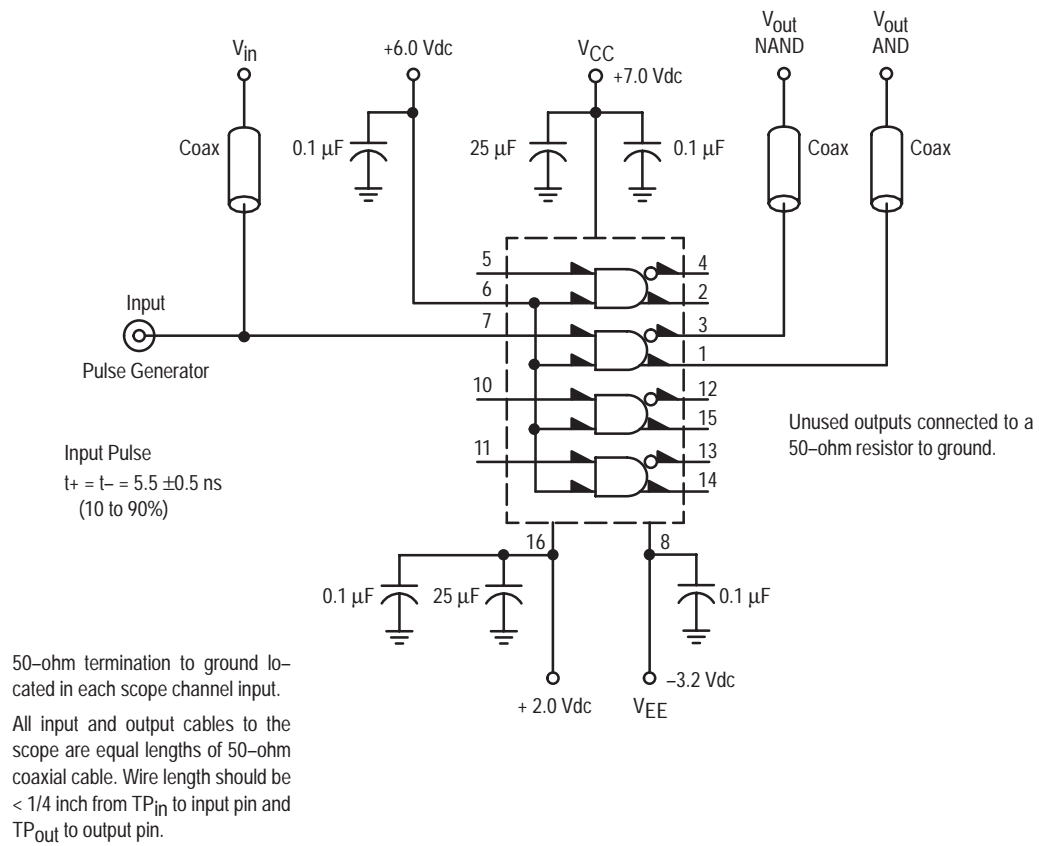 Vin
+6.0 Vdc
VCC
+7.0 Vdc
Vout
NAND
Vout
AND
Coax
0.1 μF
25 μF
0.1 μF
Coax
Coax
5
4
6
2
Input
7
3
Pulse Generator
1
10
12
15
11
13
14
Unused outputs connected to a
50–ohm resistor to ground.
Input Pulse
t+ = t– = 5.5 ±0.5 ns
(10 to 90%)
16
8
0.1 μF
25 μF
0.1 μF
+ 2.0 Vdc
–3.2 Vdc
VEE
50–ohm termination to ground lo–
cated in each scope channel input.
All input and output cables to the
scope are equal lengths of 50–ohm
coaxial cable. Wire length should be
< 1/4 inch from TPin to input pin and
TPout to output pin.